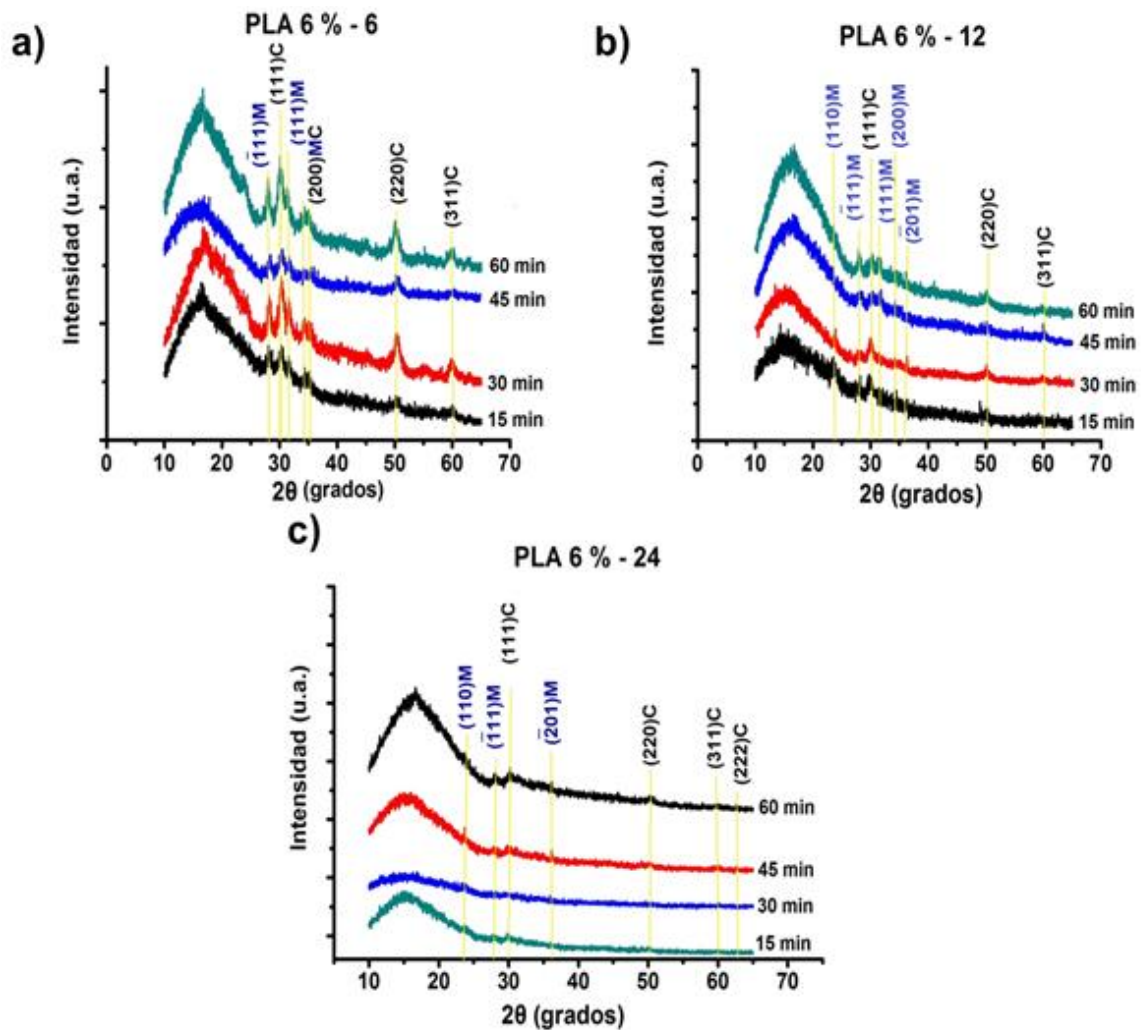 a)
PLA 6 % - 6
Intensidad (u.a.)
(1̄11)M
(111)C
(111)M
(200)MC
(220)C
(311)C
60 min
45 min
30 min
15 min
0 10 20 30 40 50 60 70
2θ (grados)
b)
PLA 6 % - 12
Intensidad (u.a.)
(110)M
(1̄11)M
(111)C
(111)M
(200)M
(2̄01)M
(220)C
(311)C
60 min
45 min
30 min
15 min
0 10 20 30 40 50 60 70
2θ (grados)
c)
PLA 6 % - 24
Intensidad (u.a.)
(110)M
(1̄11)M
(111)C
(2̄01)M
(220)C
(311)C
(222)C
60 min
45 min
30 min
15 min
10 20 30 40 50 60 70
2θ (grados)